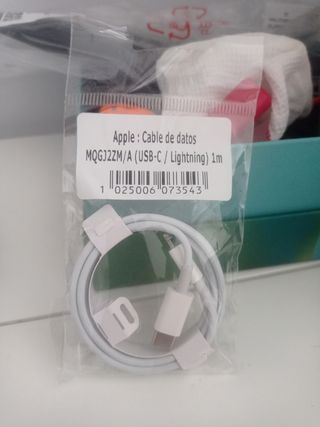 Apple : Cable de datos
MQGJ2ZM/A (USB-C / Lightning) 1m
1 025006 073543